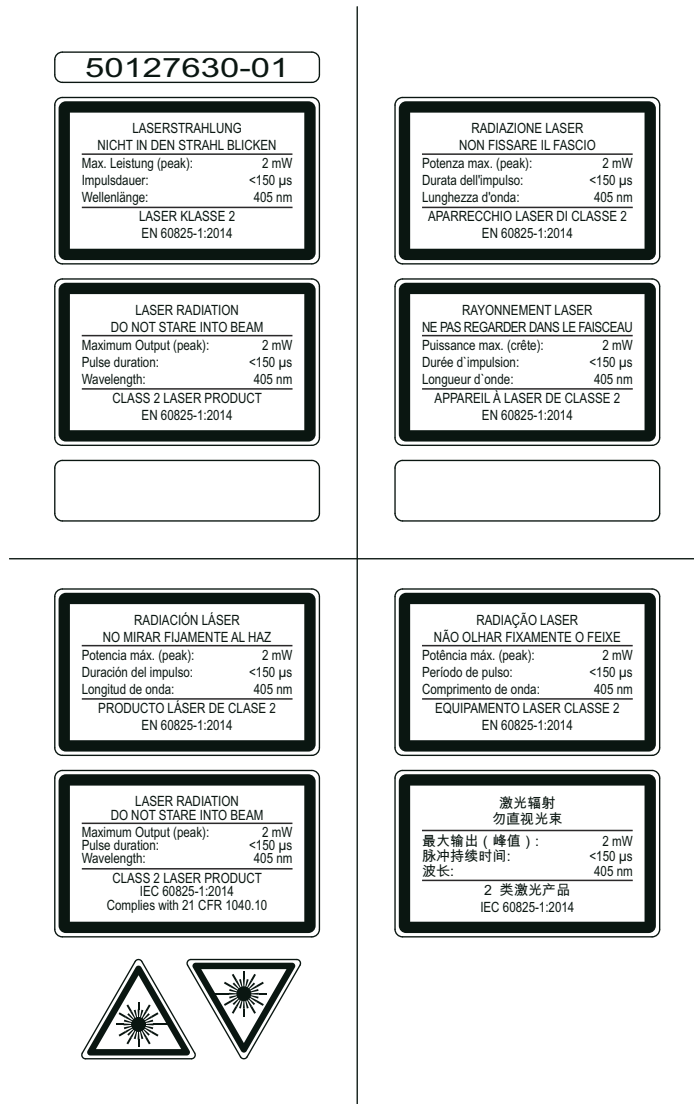 50127630-01
LASERSTRAHLUNG
NICHT IN DEN STRAHL BLICKEN
Max. Leistung (peak): 2 mW
Impulsdauer: <150 µs
Wellenlänge: 405 nm
LASER KLASSE 2
EN 60825-1:2014
LASER RADIATION
DO NOT STARE INTO BEAM
Maximum Output (peak): 2 mW
Pulse duration: <150 µs
Wavelength: 405 nm
CLASS 2 LASER PRODUCT
EN 60825-1:2014
RADIAZIONE LASER
NON FISSARE IL FASCIO
Potenza max. (peak): 2 mW
Durata dell'impulso: <150 µs
Lunghezza d'onda: 405 nm
APARRECCHIO LASER DI CLASSE 2
EN 60825-1:2014
RAYONNEMENT LASER
NE PAS REGARDER DANS LE FAISCEAU
Puissance max. (crête): 2 mW
Durée d`impulsion: <150 µs
Longueur d`onde: 405 nm
APPAREIL À LASER DE CLASSE 2
EN 60825-1:2014
RADIACIÓN LÁSER
NO MIRAR FIJAMENTE AL HAZ
Potencia máx. (peak): 2 mW
Duración del impulso: <150 µs
Longitud de onda: 405 nm
PRODUCTO LÁSER DE CLASE 2
EN 60825-1:2014
LASER RADIATION
DO NOT STARE INTO BEAM
Maximum Output (peak): 2 mW
Pulse duration: <150 µs
Wavelength: 405 nm
CLASS 2 LASER PRODUCT
IEC 60825-1:2014
Complies with 21 CFR 1040.10
RADIAÇÃO LASER
NÃO OLHAR FIXAMENTE O FEIXE
Potência máx. (peak): 2 mW
Período de pulso: <150 µs
Comprimento de onda: 405 nm
EQUIPAMENTO LASER CLASSE 2
EN 60825-1:2014
激光辐射
勿直视光束
最大输出（峰值）: 2 mW
脉冲持续时间: <150 µs
波长: 405 nm
2 类激光产品
IEC 60825-1:2014